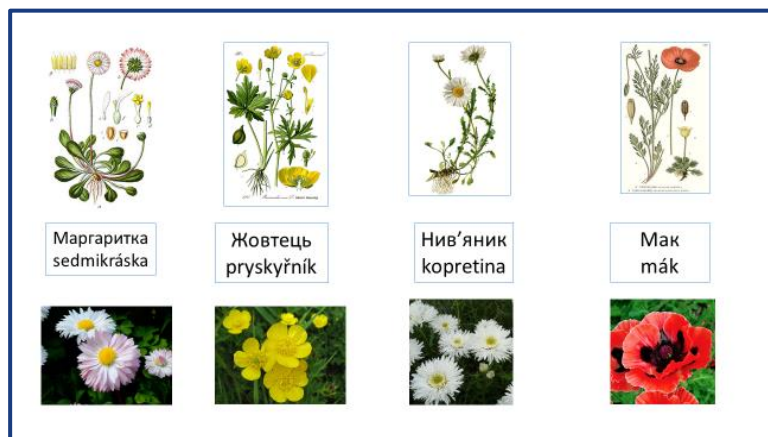 Маргаритка
sedmikráska
Жовтець
pryskyřník
Нив’яник
kopretina
Мак
mák